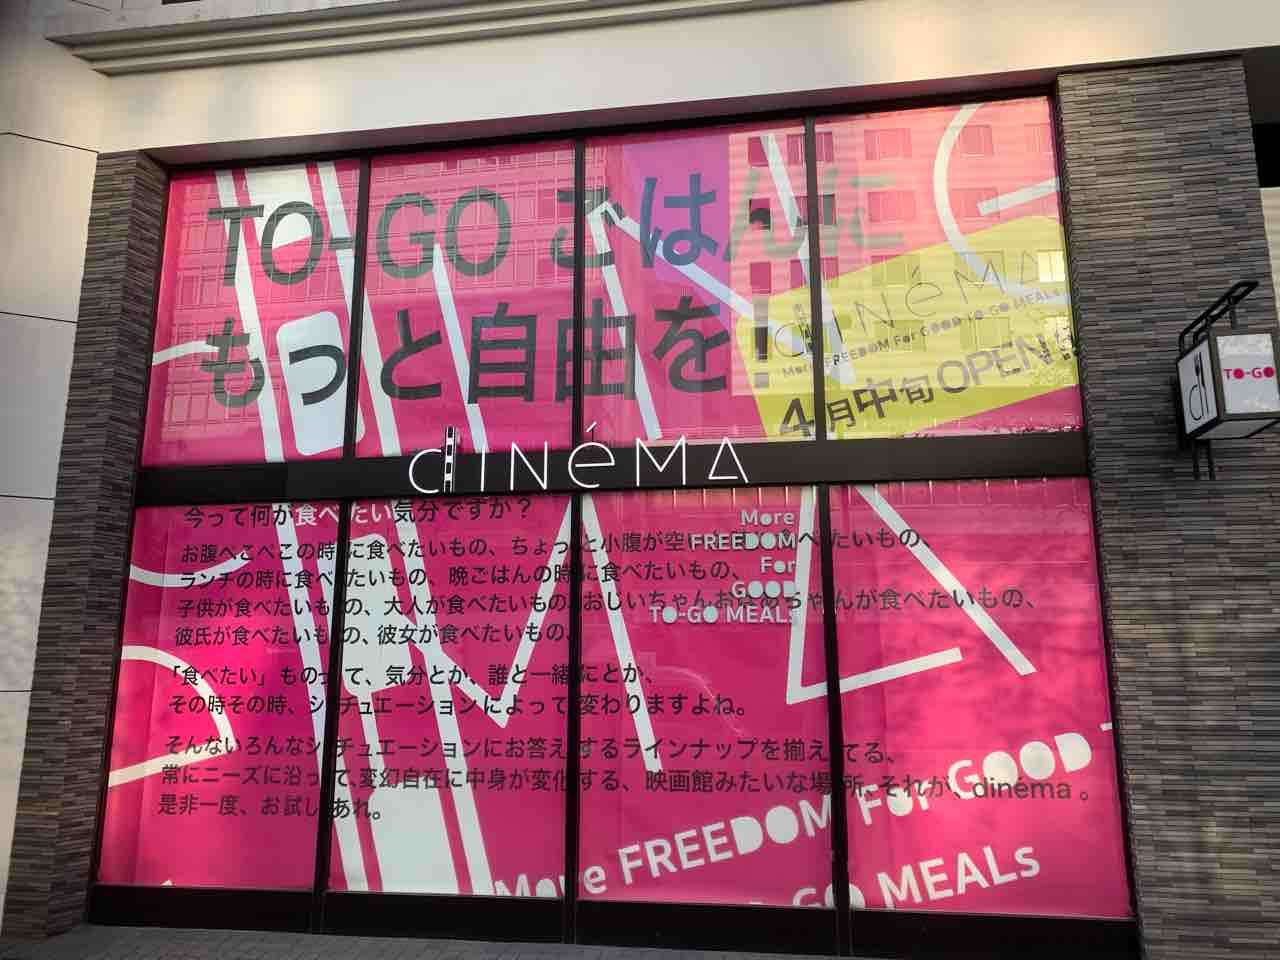 TO-GO ごはんに
もっと自由を!
dINéMA
More FREEDOM For GOOD TO-GO MEALs
4月中旬OPEN
TO-GO
dINéMA
今って何が食べたい気分ですか？
お腹ペこペこの時に食べたいもの、ちょっと小腹が空いた時に食べたいもの、
ランチの時に食べたいもの、晩ごはんの時に食べたいもの、
子供が食べたいもの、大人が食べたいもの、おじいちゃんおばあちゃんが食べたいもの、
彼氏が食べたいもの、彼女が食べたいもの、
More
FREEDOM
For
GOOD
TO-GO MEALs
「食べたい」ものって、気分とか、誰と一緒にとか、
その時その時、シチュエーションによって変わりますよね。
そんないろんなシチュエーションにお答えするラインナップを揃えてる、
常にニーズに沿って、変幻自在に中身が変化する、映画館みたいな場所、それが、dinéma。
是非一度、お試しあれ。
More FREEDOM For GOOD T
GO MEALs